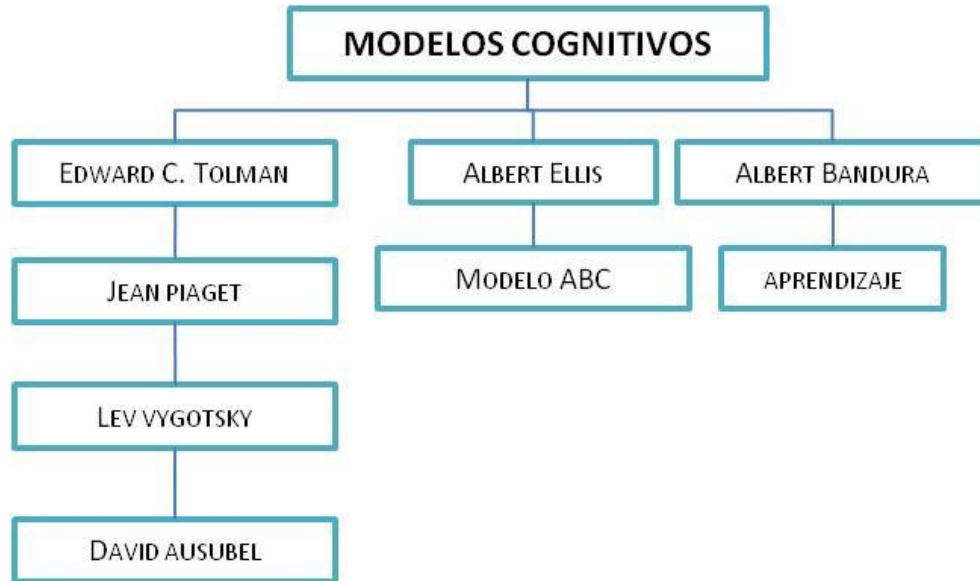 MODELOS COGNITIVOS
EDWARD C. TOLMAN
ALBERT ELLIS
ALBERT BANDURA
JEAN PIAGET
MODELO ABC
APRENDIZAJE
LEV VYGOTSKY
DAVID AUSUBEL